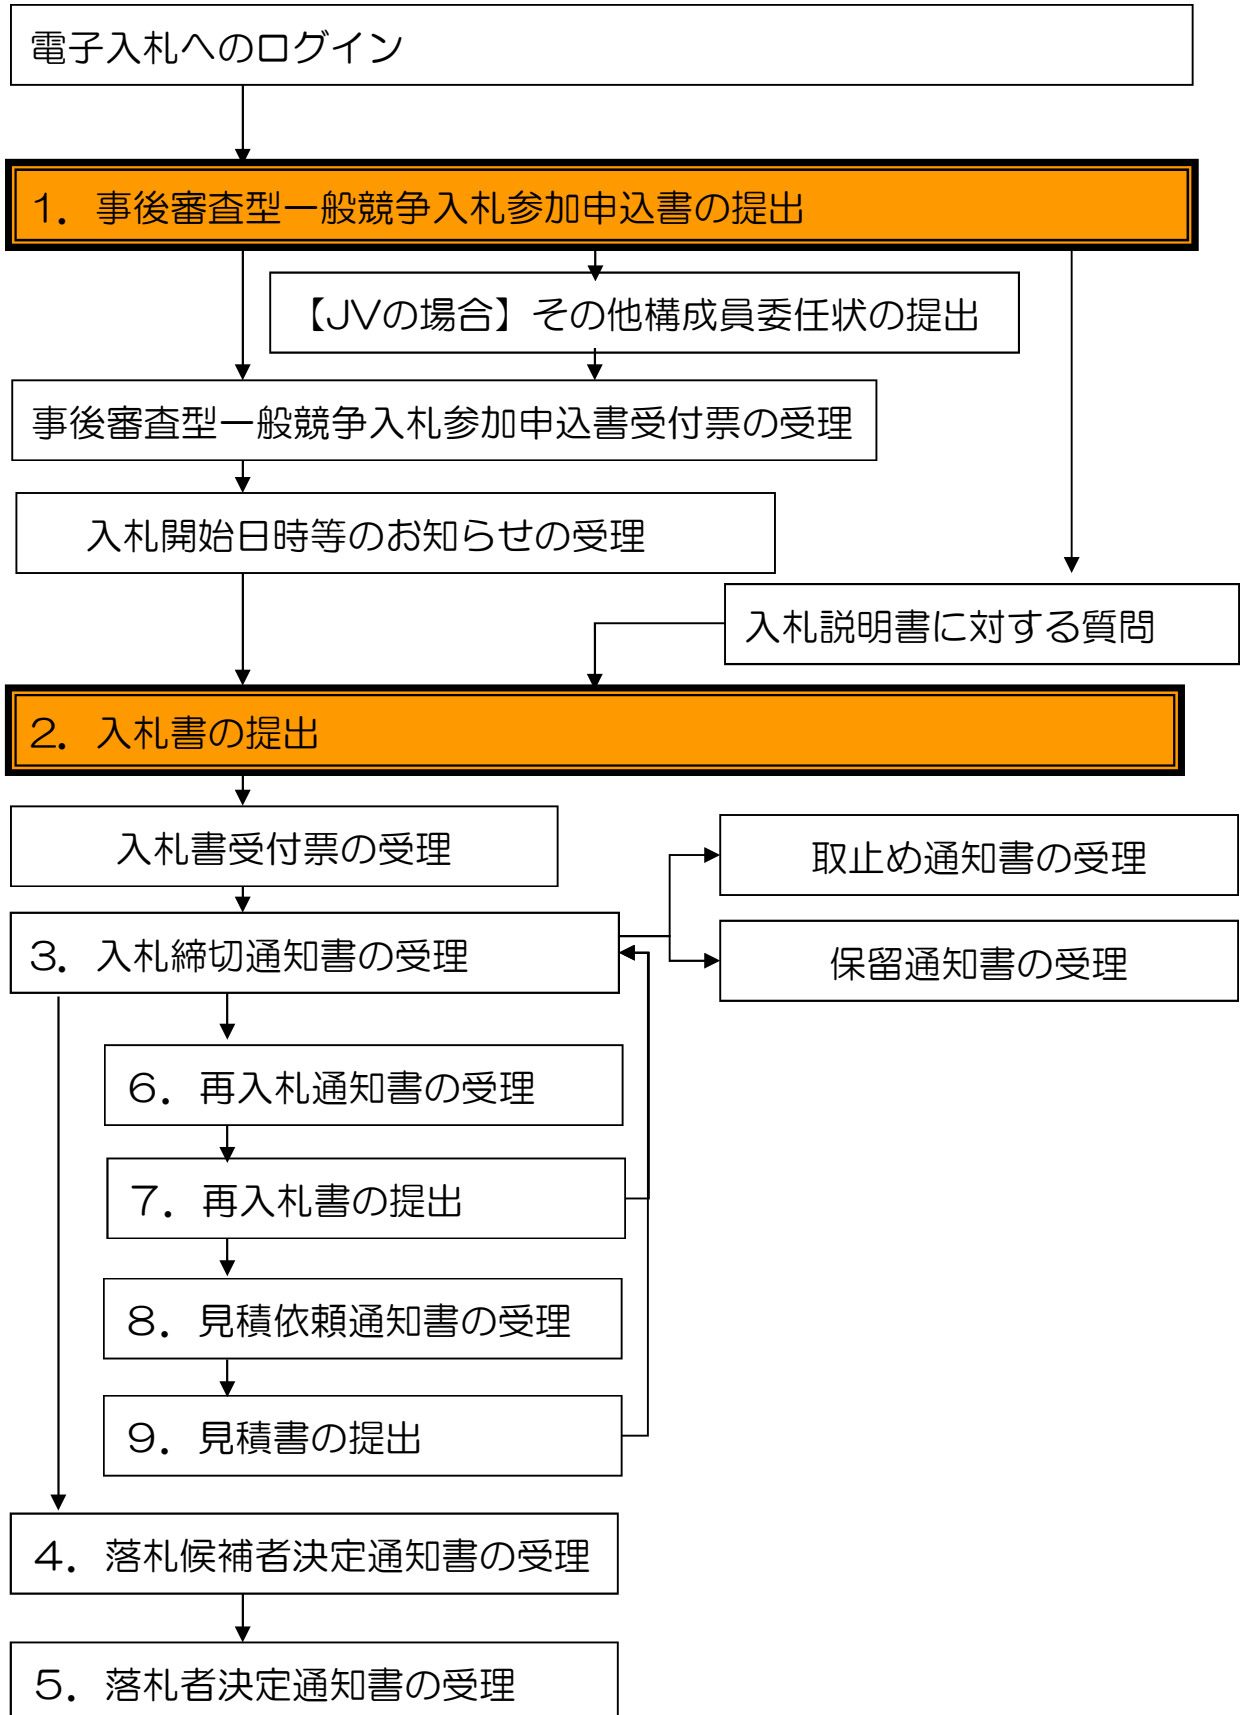 電子入札へのログイン
１．事後審査型一般競争入札参加申込書の提出
【JVの場合】その他構成員委任状の提出
事後審査型一般競争入札参加申込書受付票の受理
入札開始日時等のお知らせの受理
入札説明書に対する質問
２．入札書の提出
入札書受付票の受理
取止め通知書の受理
３．入札締切通知書の受理
保留通知書の受理
６．再入札通知書の受理
７．再入札書の提出
８．見積依頼通知書の受理
９．見積書の提出
４．落札候補者決定通知書の受理
５．落札者決定通知書の受理